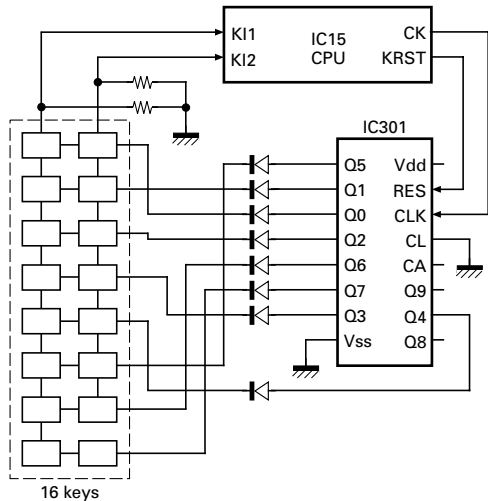 KI1
KI2
IC15
CPU
CK
KRST
IC301
Q5
Q1
Q0
Q2
Q6
Q7
Q3
Vss
Vdd
RES
CLK
CL
CA
Q9
Q4
Q8
16 keys